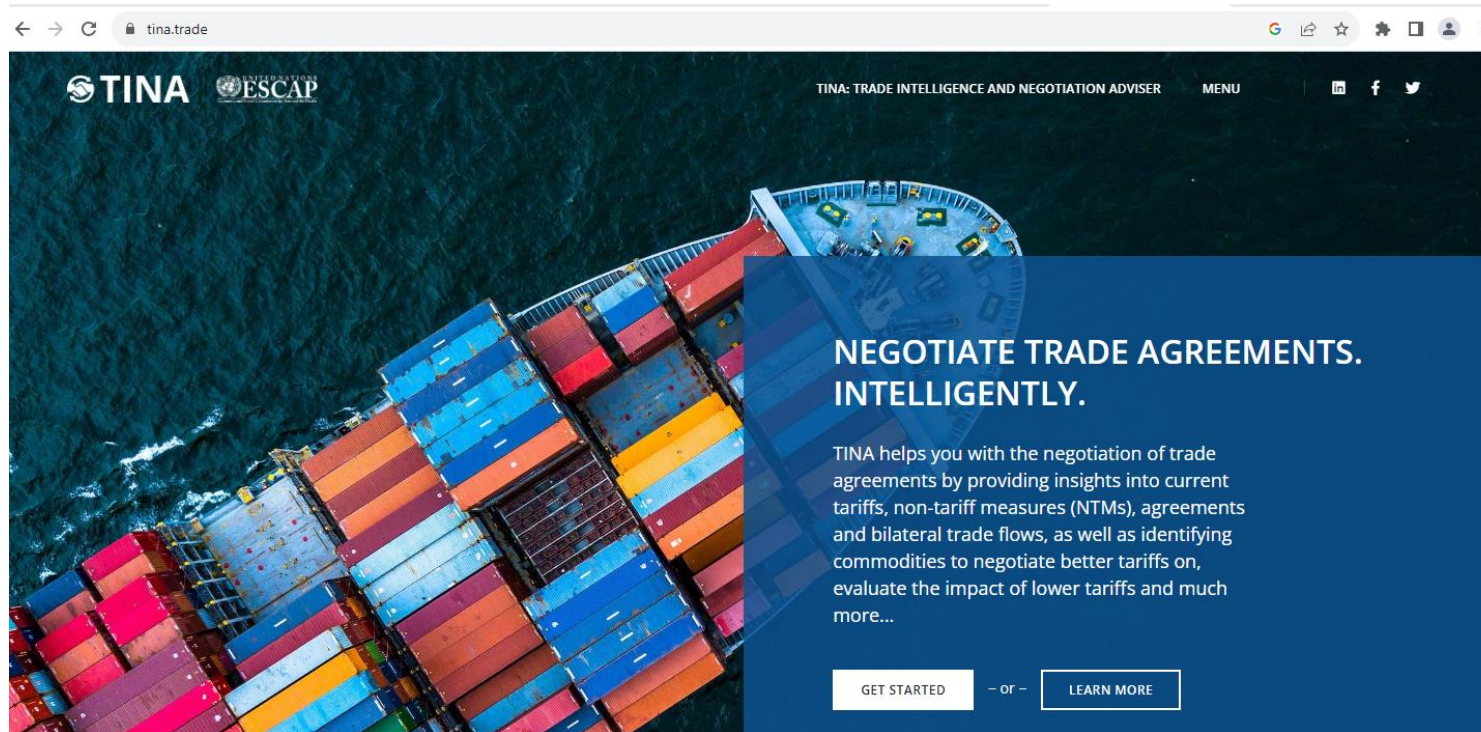 tina.trade
TINA
UNITED NATIONS
ESCAP
TINA: TRADE INTELLIGENCE AND NEGOTIATION ADVISER
MENU
NEGOTIATE TRADE AGREEMENTS.
INTELLIGENTLY.
TINA helps you with the negotiation of trade
agreements by providing insights into current
tariffs, non-tariff measures (NTMs), agreements
and bilateral trade flows, as well as identifying
commodities to negotiate better tariffs on,
evaluate the impact of lower tariffs and much
more...
GET STARTED
– or –
LEARN MORE